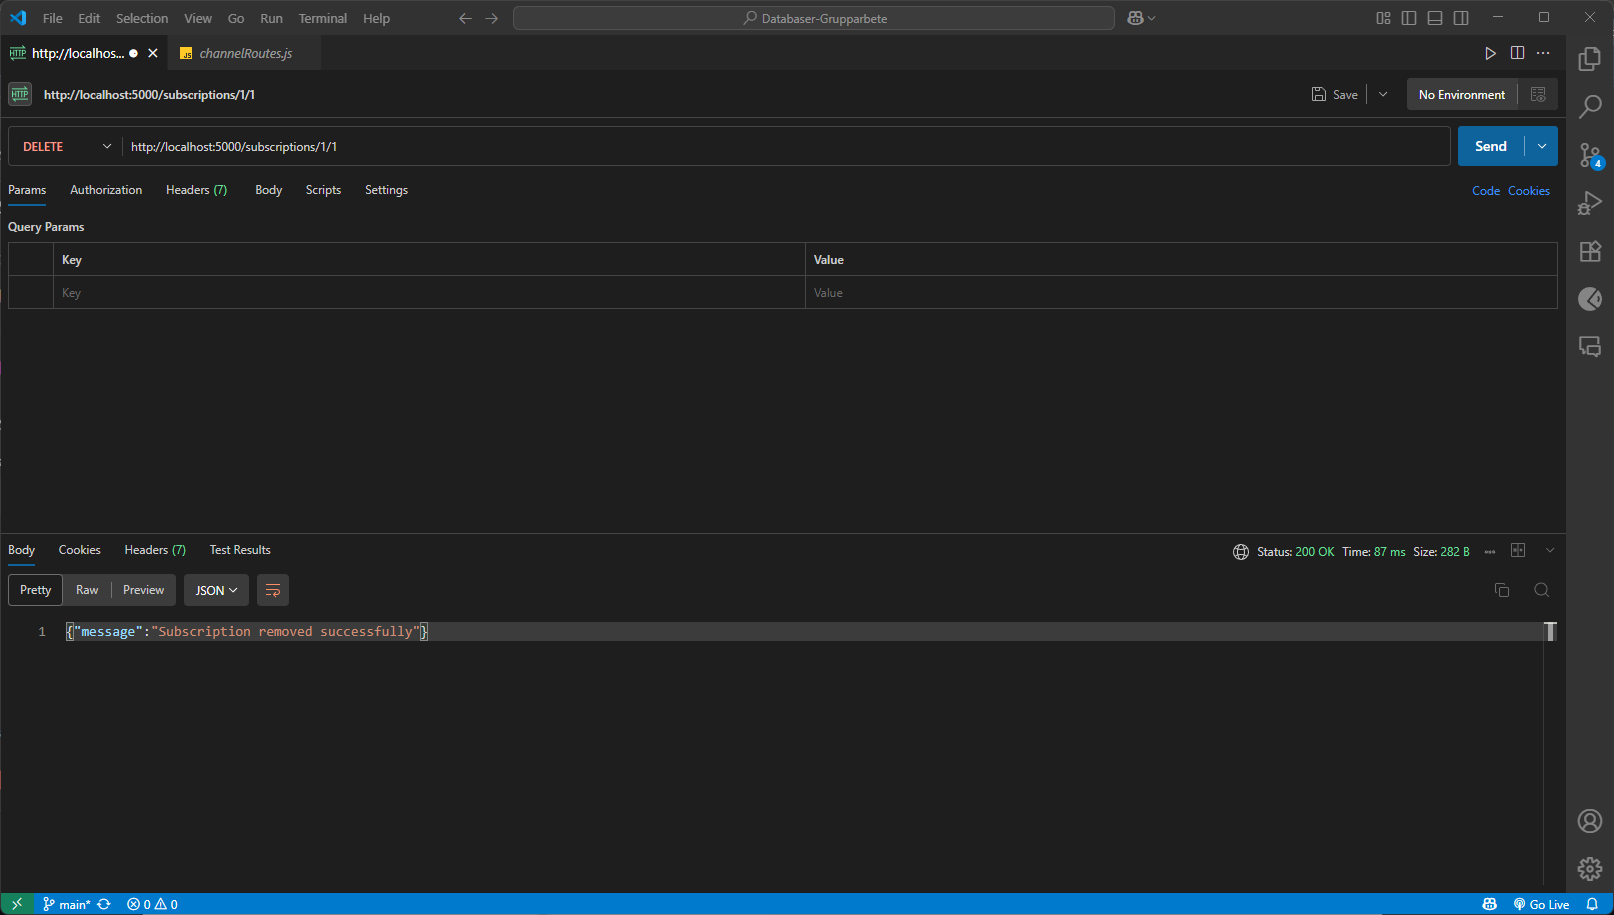 File Edit Selection View Go Run Terminal Help Databaser-Grupparbete
HTTP http://localhos... JS channelRoutes.js
HTTP http://localhost:5000/subscriptions/1/1 Save No Environment
DELETE http://localhost:5000/subscriptions/1/1 Send
4
Params Authorization Headers (7) Body Scripts Settings Code Cookies
Query Params
Key Value
Key Value
Body Cookies Headers (7) Test Results Status: 200 OK Time: 87 ms Size: 282 B
Pretty Raw Preview JSON
1 {"message":"Subscription removed successfully"}
main* 0 0 Go Live